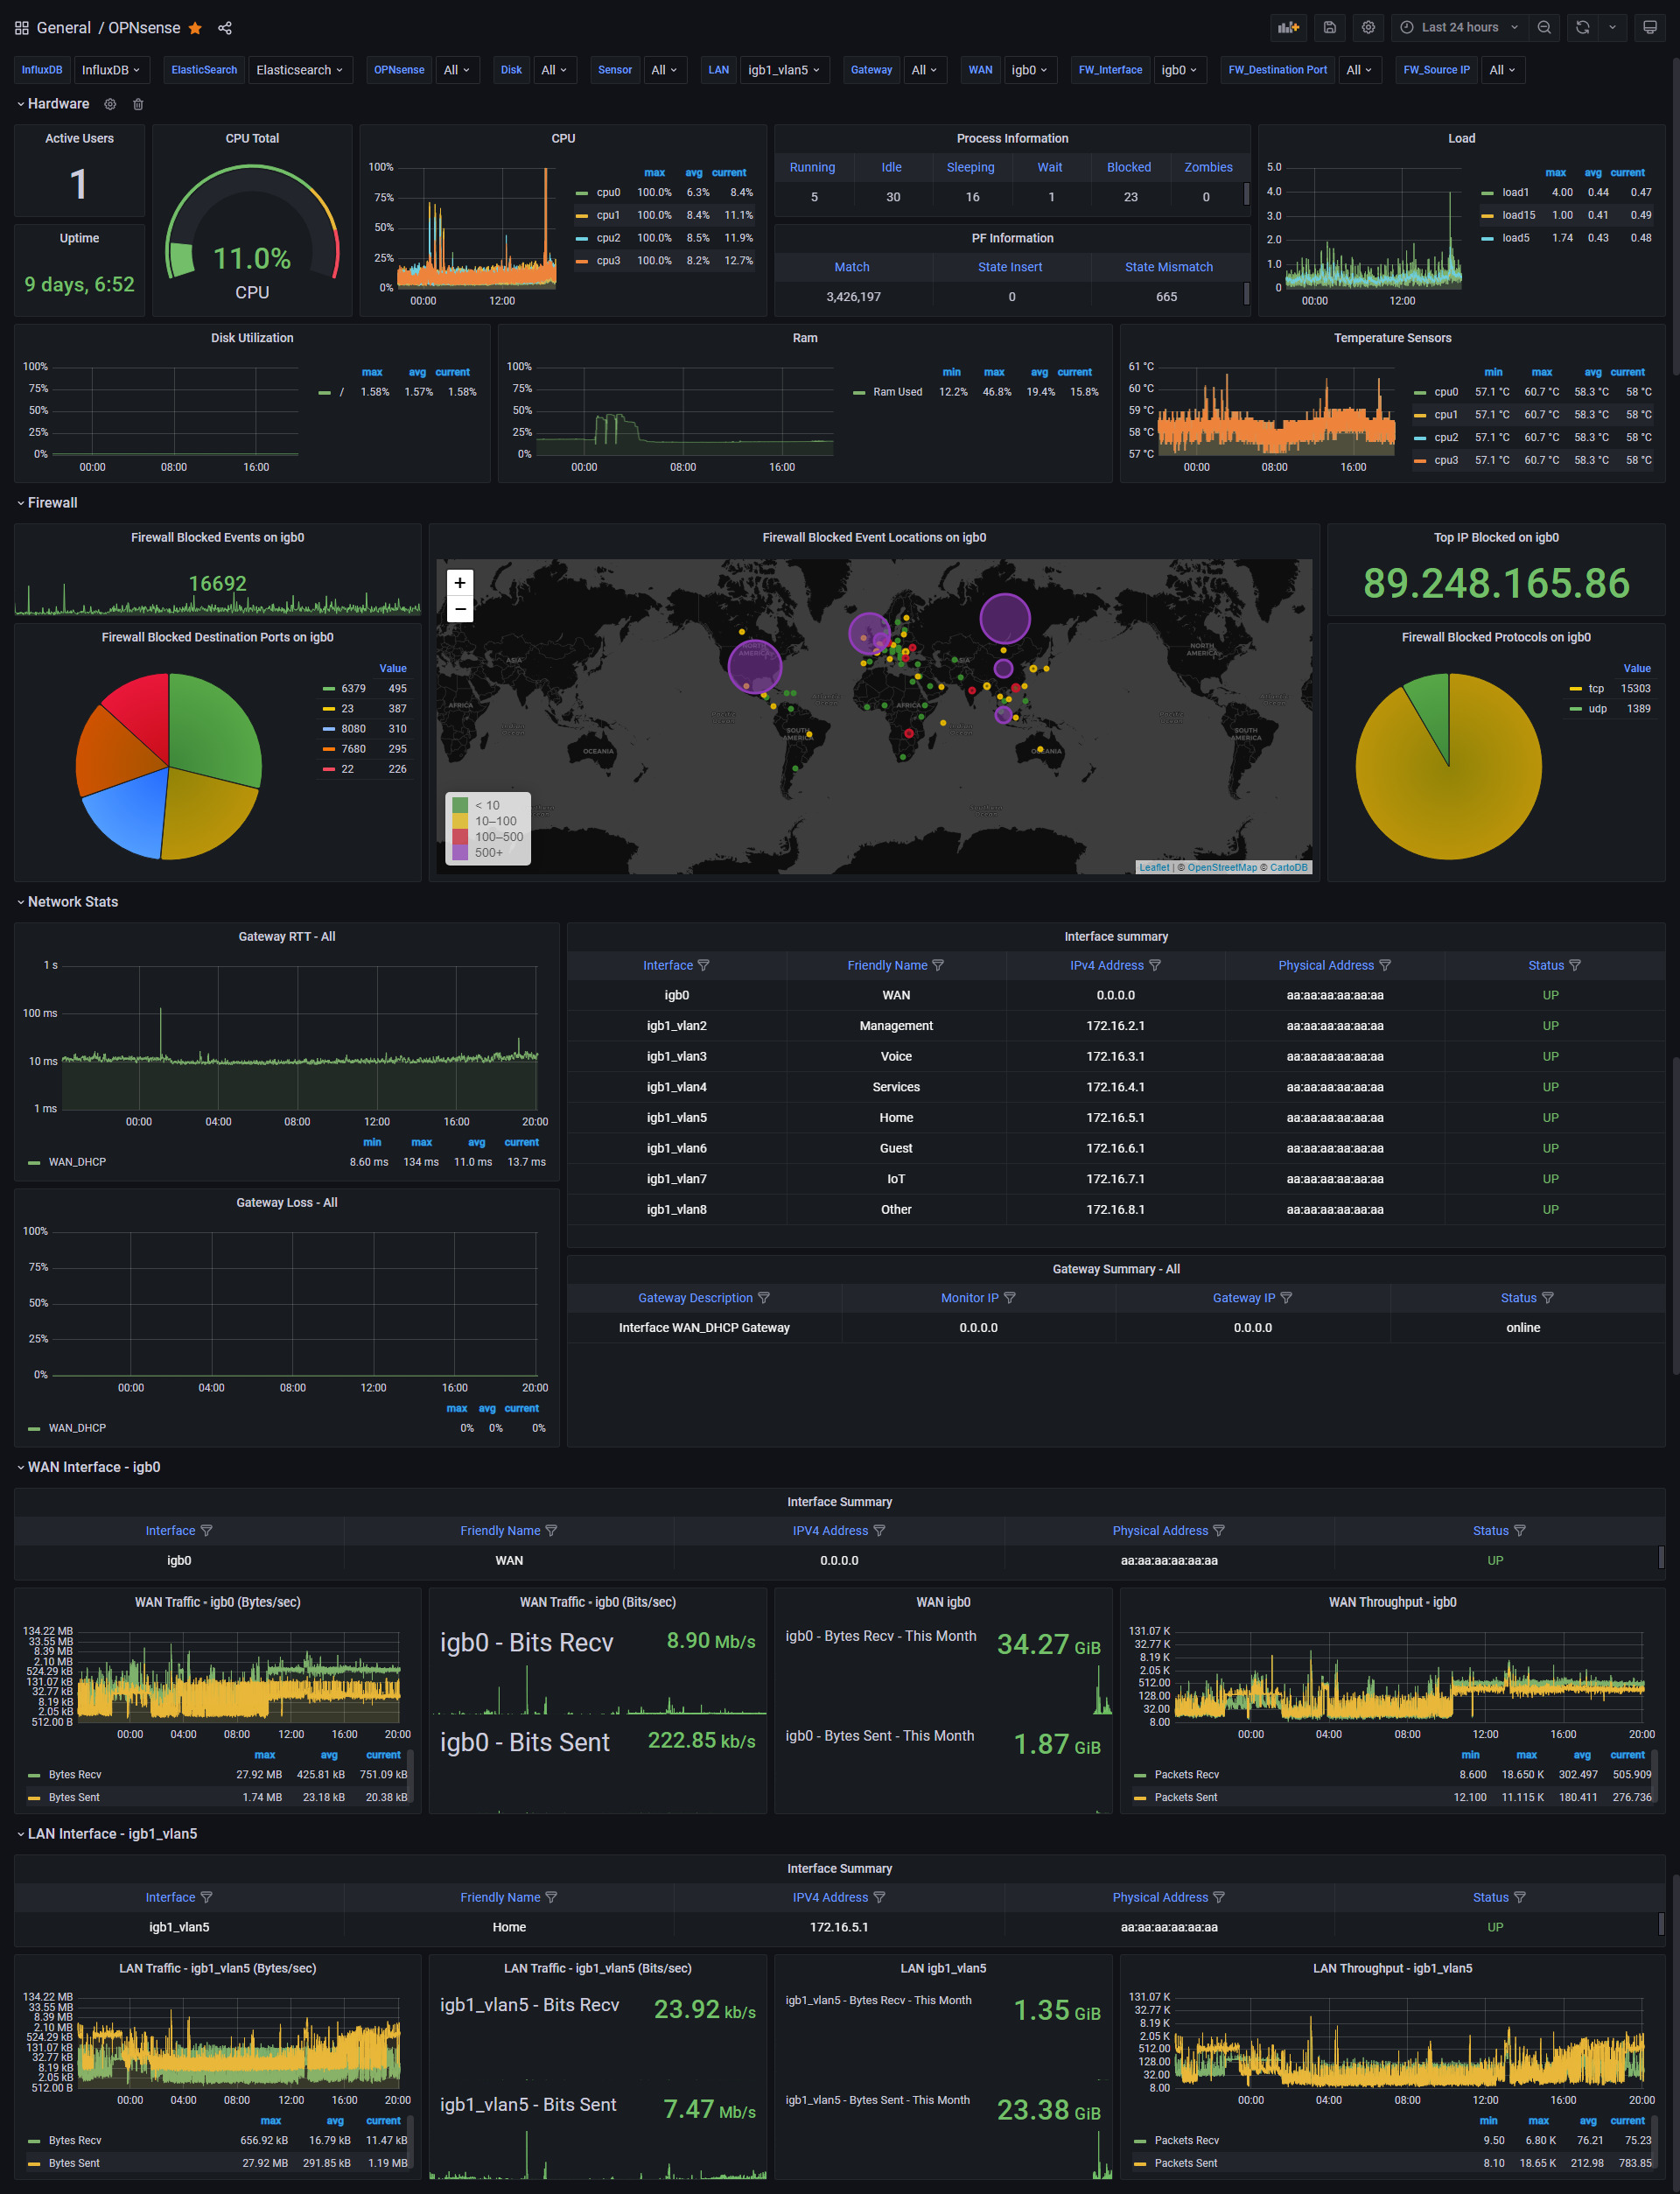 General / OPNsense
Last 24 hours
InfluxDB InfluxDB ElasticSearch Elasticsearch OPNsense All Disk All Sensor All LAN igb1_vlan5 Gateway All WAN igb0 FW_Interface igb0 FW_Destination Port All FW_Source IP All
Hardware
Active Users
1
Uptime
9 days, 6:52
CPU Total
11.0%
CPU
CPU
100%
75%
50%
25%
0%
00:00 12:00
max avg current
cpu0 100.0% 6.3% 8.4%
cpu1 100.0% 8.4% 11.1%
cpu2 100.0% 8.5% 11.9%
cpu3 100.0% 8.2% 12.7%
Process Information
Running Idle Sleeping Wait Blocked Zombies
5 30 16 1 23 0
PF Information
Match State Insert State Mismatch
3,426,197 0 665
Load
5.0
4.0
3.0
2.0
1.0
0
00:00 12:00
max avg current
load1 4.00 0.44 0.47
load15 1.00 0.41 0.49
load5 1.74 0.43 0.48
Disk Utilization
100%
75%
50%
25%
0%
00:00 08:00 16:00
max avg current
/ 1.58% 1.57% 1.58%
Ram
100%
75%
50%
25%
0%
00:00 08:00 16:00
min max avg current
Ram Used 12.2% 46.8% 19.4% 15.8%
Temperature Sensors
61 °C
60 °C
59 °C
58 °C
57 °C
00:00 08:00 16:00
min max avg current
cpu0 57.1 °C 60.7 °C 58.3 °C 58 °C
cpu1 57.1 °C 60.7 °C 58.3 °C 58 °C
cpu2 57.1 °C 60.7 °C 58.3 °C 58 °C
cpu3 57.1 °C 60.7 °C 58.3 °C 58 °C
Firewall
Firewall Blocked Events on igb0
16692
Firewall Blocked Destination Ports on igb0
Value
6379 495
23 387
8080 310
7680 295
22 226
Firewall Blocked Event Locations on igb0
+
−
NORTH AMERICA
ASIA
AFRICA
OCEANIA
SOUTH AMERICA
ASIA
AFRICA
OCEANIA
NORTH AMERICA
SOUTH AMERICA
< 10
10–100
100–500
500+
Leaflet | © OpenStreetMap © CartoDB
Top IP Blocked on igb0
89.248.165.86
Firewall Blocked Protocols on igb0
Value
tcp 15303
udp 1389
Network Stats
Gateway RTT - All
1 s
100 ms
10 ms
1 ms
00:00 04:00 08:00 12:00 16:00 20:00
min max avg current
WAN_DHCP 8.60 ms 134 ms 11.0 ms 13.7 ms
Gateway Loss - All
100%
75%
50%
25%
0%
00:00 04:00 08:00 12:00 16:00 20:00
max avg current
WAN_DHCP 0% 0% 0%
Interface summary
Interface Friendly Name IPv4 Address Physical Address Status
igb0 WAN 0.0.0.0 aa:aa:aa:aa:aa:aa UP
igb1_vlan2 Management 172.16.2.1 aa:aa:aa:aa:aa:aa UP
igb1_vlan3 Voice 172.16.3.1 aa:aa:aa:aa:aa:aa UP
igb1_vlan4 Services 172.16.4.1 aa:aa:aa:aa:aa:aa UP
igb1_vlan5 Home 172.16.5.1 aa:aa:aa:aa:aa:aa UP
igb1_vlan6 Guest 172.16.6.1 aa:aa:aa:aa:aa:aa UP
igb1_vlan7 IoT 172.16.7.1 aa:aa:aa:aa:aa:aa UP
igb1_vlan8 Other 172.16.8.1 aa:aa:aa:aa:aa:aa UP
Gateway Summary - All
Gateway Description Monitor IP Gateway IP Status
Interface WAN_DHCP Gateway 0.0.0.0 0.0.0.0 online
WAN Interface - igb0
Interface Summary
Interface Friendly Name IPV4 Address Physical Address Status
igb0 WAN 0.0.0.0 aa:aa:aa:aa:aa:aa UP
WAN Traffic - igb0 (Bytes/sec)
134.22 MB
33.55 MB
8.39 MB
2.10 MB
524.29 kB
131.07 kB
32.77 kB
8.19 kB
2.05 kB
512.00 B
00:00 04:00 08:00 12:00 16:00 20:00
max avg current
Bytes Recv 27.92 MB 425.81 kB 751.09 kB
Bytes Sent 1.74 MB 23.18 kB 20.38 kB
WAN Traffic - igb0 (Bits/sec)
igb0 - Bits Recv 8.90 Mb/s
igb0 - Bits Sent 222.85 kb/s
WAN igb0
igb0 - Bytes Recv - This Month 34.27 GiB
igb0 - Bytes Sent - This Month 1.87 GiB
WAN Throughput - igb0
131.07 K
32.77 K
8.19 K
2.05 K
512.00
128.00
32.00
8.00
00:00 04:00 08:00 12:00 16:00 20:00
min max avg current
Packets Recv 8.600 18.650 K 302.497 505.909
Packets Sent 12.100 11.115 K 180.411 276.736
LAN Interface - igb1_vlan5
Interface Summary
Interface Friendly Name IPV4 Address Physical Address Status
igb1_vlan5 Home 172.16.5.1 aa:aa:aa:aa:aa:aa UP
LAN Traffic - igb1_vlan5 (Bytes/sec)
134.22 MB
33.55 MB
8.39 MB
2.10 MB
524.29 kB
131.07 kB
32.77 kB
8.19 kB
2.05 kB
512.00 B
00:00 04:00 08:00 12:00 16:00 20:00
max avg current
Bytes Recv 656.92 kB 16.79 kB 11.47 kB
Bytes Sent 27.92 MB 291.85 kB 1.19 MB
LAN Traffic - igb1_vlan5 (Bits/sec)
igb1_vlan5 - Bits Recv 23.92 kb/s
igb1_vlan5 - Bits Sent 7.47 Mb/s
LAN igb1_vlan5
igb1_vlan5 - Bytes Recv - This Month 1.35 GiB
igb1_vlan5 - Bytes Sent - This Month 23.38 GiB
LAN Throughput - igb1_vlan5
131.07 K
32.77 K
8.19 K
2.05 K
512.00
128.00
32.00
8.00
00:00 04:00 08:00 12:00 16:00 20:00
min max avg current
Packets Recv 9.50 6.80 K 76.21 75.23
Packets Sent 8.10 18.65 K 212.98 783.85